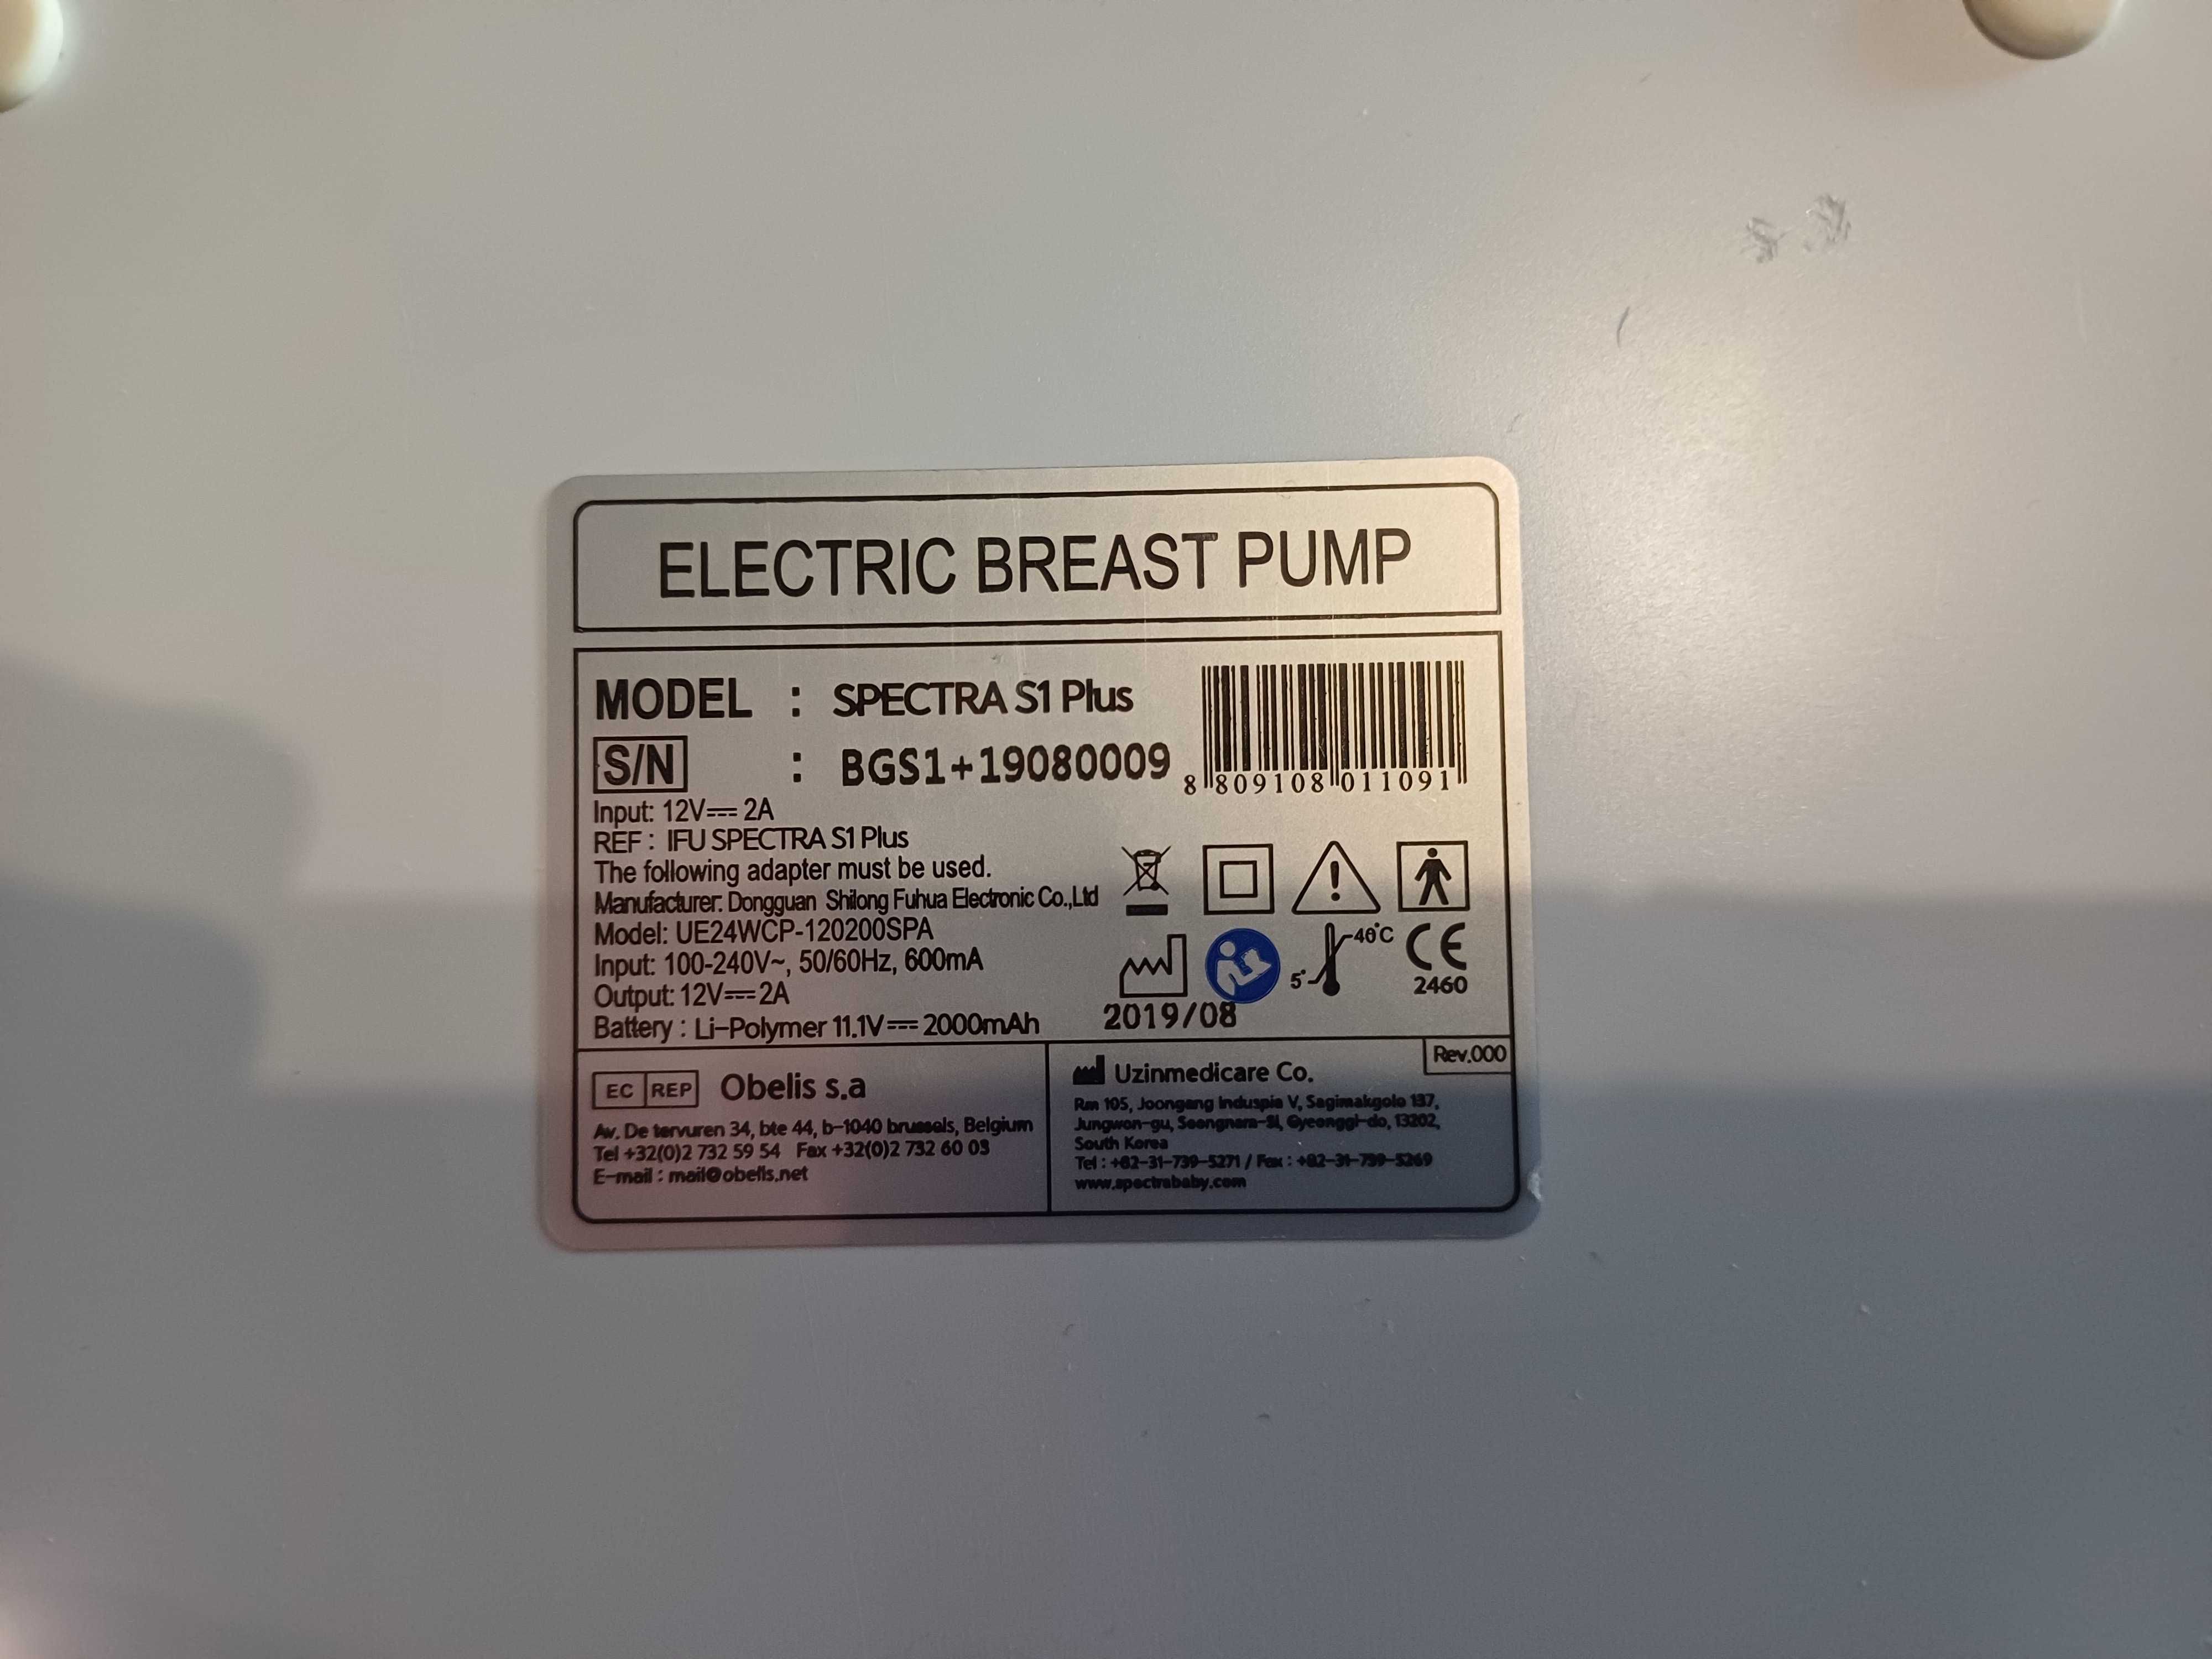 ELECTRIC BREAST PUMP
MODEL : SPECTRA S1 Plus
S/N : BGS1+19080009
8 809108 011091
Input: 12V⎓ 2A
REF : IFU SPECTRA S1 Plus
The following adapter must be used.
Manufacturer: Dongguan Shilong Fuhua Electronic Co.,Ltd
Model: UE24WCP-120200SPA
Input: 100-240V~, 50/60Hz, 600mA
Output: 12V⎓2A
Battery : Li-Polymer 11.1V⎓ 2000mAh
5° 40°C
CE
2460
2019/08
Rev.000
EC REP Obelis s.a
Av. De tervuren 34, bte 44, b-1040 brussels, Belgium
Tel +32(0)2 732 59 54 Fax +32(0)2 732 60 03
E-mail : mail@obelis.net
Uzinmedicare Co.
Rm 105, Joongang Induspia V, Sagimakgolo 137,
Jungwon-gu, Seongnam-Si, Gyeonggi-do, 13202,
South Korea
Tel : +82-31-739-5271 / Fax : +82-31-739-5269
www.spectrababy.com